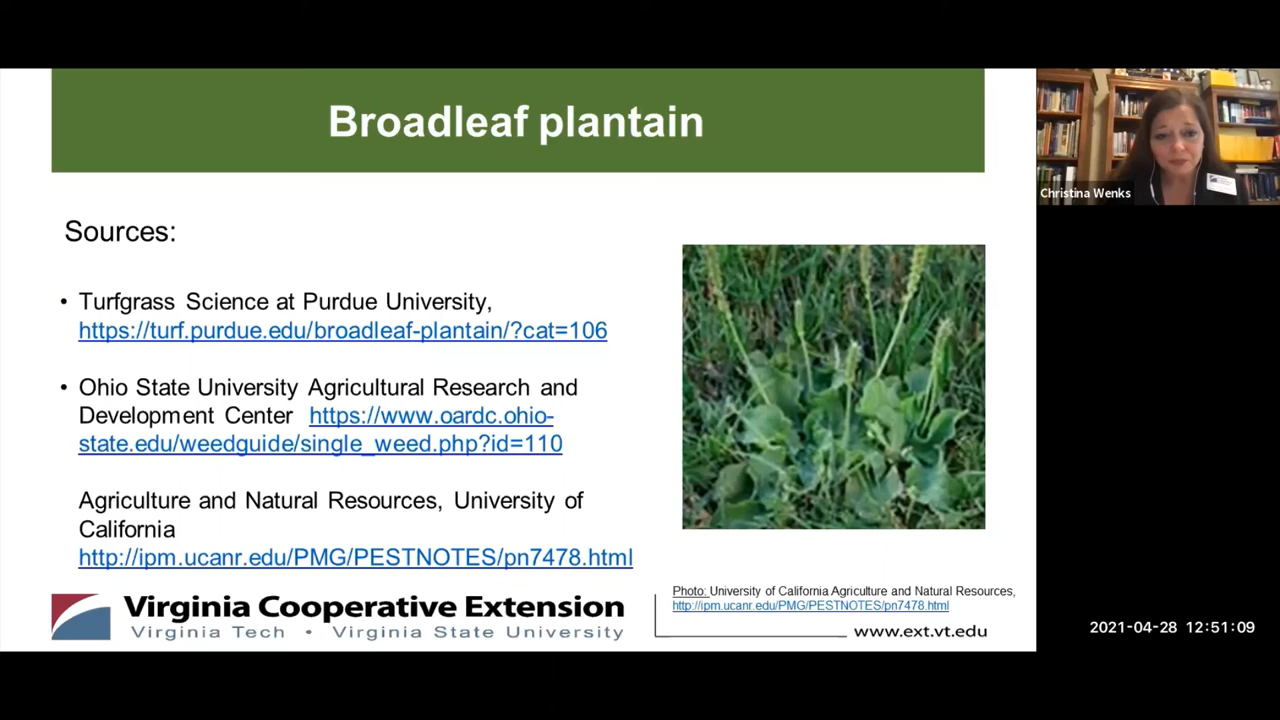 Broadleaf plantain
Christina Wenks
Sources:
• Turfgrass Science at Purdue University,
https://turf.purdue.edu/broadleaf-plantain/?cat=106
• Ohio State University Agricultural Research and
Development Center https://www.oardc.ohio-
state.edu/weedguide/single_weed.php?id=110
Agriculture and Natural Resources, University of
California
http://ipm.ucanr.edu/PMG/PESTNOTES/pn7478.html
Photo: University of California Agriculture and Natural Resources,
http://ipm.ucanr.edu/PMG/PESTNOTES/pn7478.html
Virginia Cooperative Extension
Virginia Tech • Virginia State University
www.ext.vt.edu
2021-04-28 12:51:09